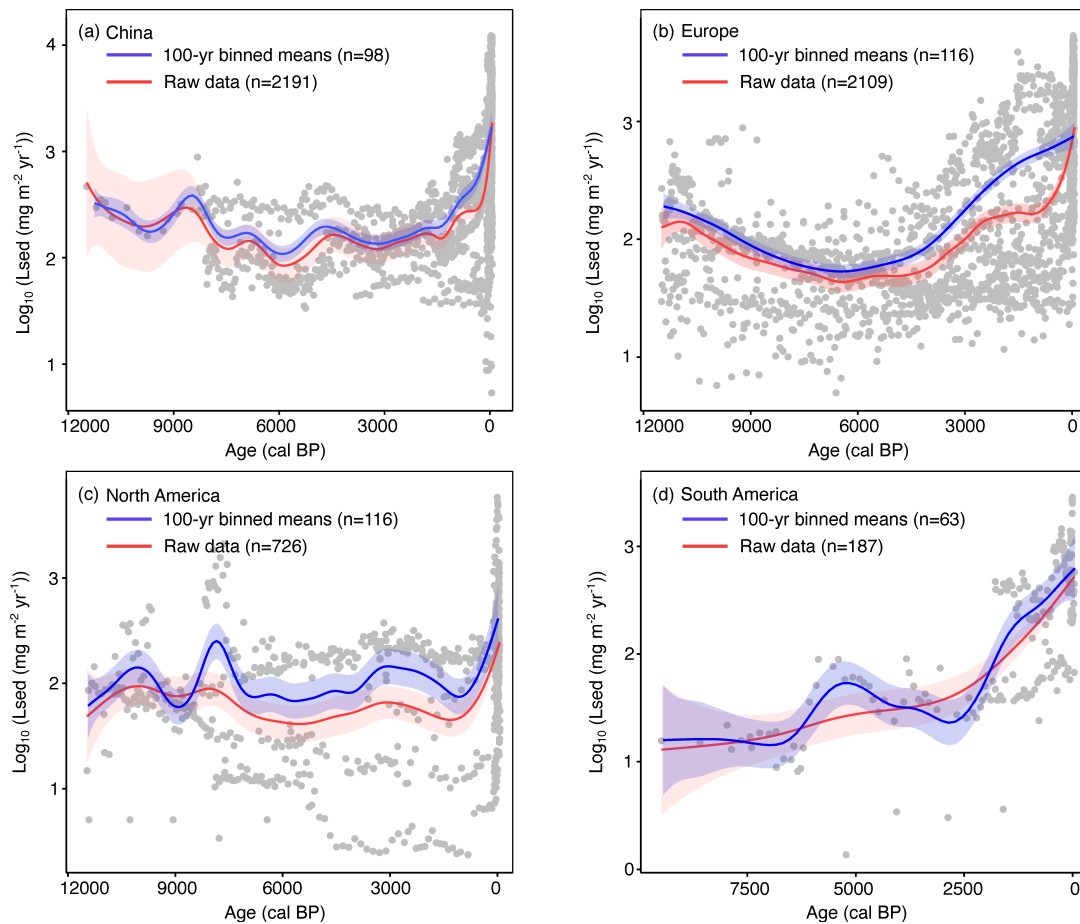 (a) China
100-yr binned means (n=98)
Raw data (n=2191)
Log₁₀ (Lsed (mg m⁻² yr⁻¹))
4
3
2
1
12000 9000 6000 3000 0
Age (cal BP)
(b) Europe
100-yr binned means (n=116)
Raw data (n=2109)
Log₁₀ (Lsed (mg m⁻² yr⁻¹))
3
2
1
12000 9000 6000 3000 0
Age (cal BP)
(c) North America
100-yr binned means (n=116)
Raw data (n=726)
Log₁₀ (Lsed (mg m⁻² yr⁻¹))
3
2
1
12000 9000 6000 3000 0
Age (cal BP)
(d) South America
100-yr binned means (n=63)
Raw data (n=187)
Log₁₀ (Lsed (mg m⁻² yr⁻¹))
3
2
1
0
7500 5000 2500 0
Age (cal BP)